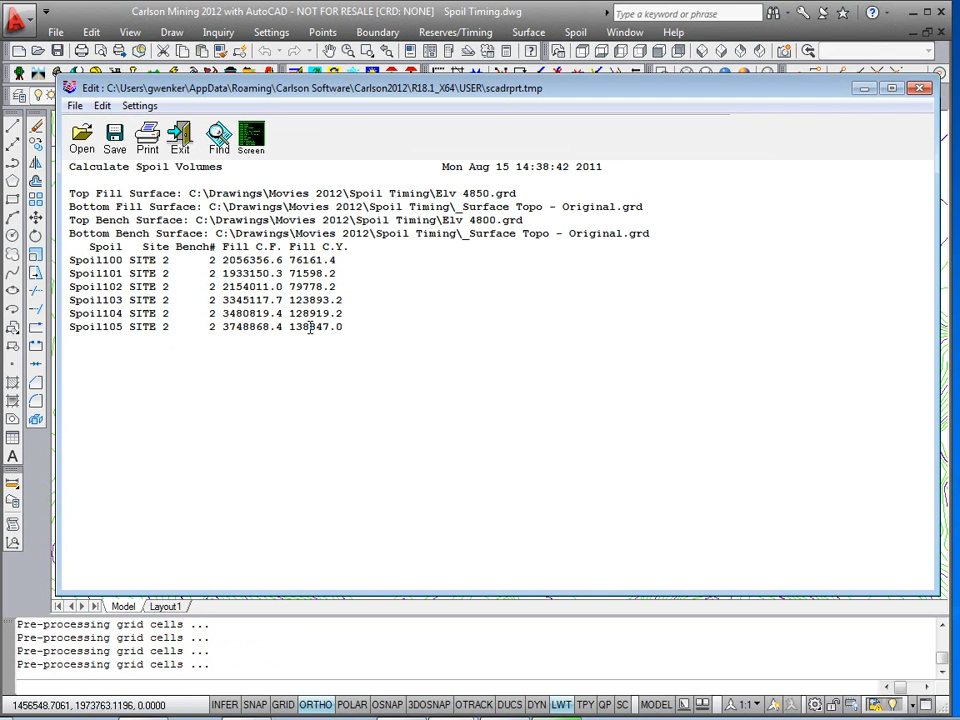 Carlson Mining 2012 with AutoCAD - NOT FOR RESALE [CRD: NONE] Spoil Timing.dwg
Type a keyword or phrase
File Edit View Draw Inquiry Settings Points Boundary Reserves/Timing Surface Spoil Window Help
Edit : C:\Users\gwenker\AppData\Roaming\Carlson Software\Carlson2012\R18.1_X64\USER\scadrprt.tmp
File Edit Settings
Open Save Print Exit Find Screen
Calculate Spoil Volumes Mon Aug 15 14:38:42 2011
Top Fill Surface: C:\Drawings\Movies 2012\Spoil Timing\Elv 4850.grd
Bottom Fill Surface: C:\Drawings\Movies 2012\Spoil Timing\_Surface Topo - Original.grd
Top Bench Surface: C:\Drawings\Movies 2012\Spoil Timing\Elv 4800.grd
Bottom Bench Surface: C:\Drawings\Movies 2012\Spoil Timing\_Surface Topo - Original.grd
Spoil Site Bench# Fill C.F. Fill C.Y.
Spoil100 SITE 2 2 2056356.6 76161.4
Spoil101 SITE 2 2 1933150.3 71598.2
Spoil102 SITE 2 2 2154011.0 79778.2
Spoil103 SITE 2 2 3345117.7 123893.2
Spoil104 SITE 2 2 3480819.4 128919.2
Spoil105 SITE 2 2 3748868.4 138847.0
Model Layout1
Pre-processing grid cells ...
Pre-processing grid cells ...
Pre-processing grid cells ...
Pre-processing grid cells ...
1456548.7061, 1973763.1196, 0.0000 INFER SNAP GRID ORTHO POLAR OSNAP 3DOSNAP OTRACK DUCS DYN LWT TPY QP SC MODEL 1:1